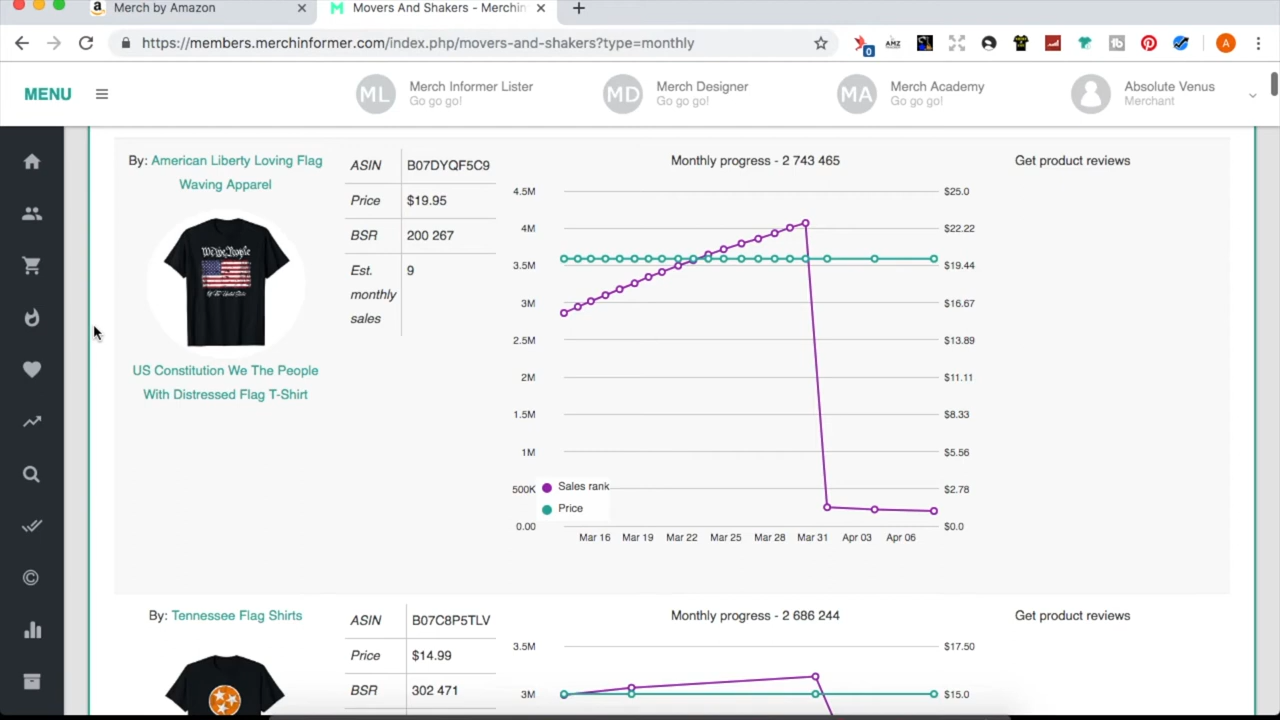 Merch by Amazon
Movers And Shakers - Merchin
https://members.merchinformer.com/index.php/movers-and-shakers?type=monthly
0
AMZ
A
MENU
ML
Merch Informer Lister
Go go go!
MD
Merch Designer
Go go go!
MA
Merch Academy
Go go go!
Absolute Venus
Merchant
By: American Liberty Loving Flag
Waving Apparel
We The People
US Constitution We The People
With Distressed Flag T-Shirt
ASIN B07DYQF5C9
Price $19.95
BSR 200 267
Est. 9
monthly
sales
Monthly progress - 2 743 465
4.5M
4M
3.5M
3M
2.5M
2M
1.5M
1M
500K
0.00
$25.0
$22.22
$19.44
$16.67
$13.89
$11.11
$8.33
$5.56
$2.78
$0.0
Sales rank
Price
Mar 16 Mar 19 Mar 22 Mar 25 Mar 28 Mar 31 Apr 03 Apr 06
Get product reviews
By: Tennessee Flag Shirts
ASIN B07C8P5TLV
Price $14.99
BSR 302 471
Monthly progress - 2 686 244
3.5M
3M
$17.50
$15.0
Get product reviews